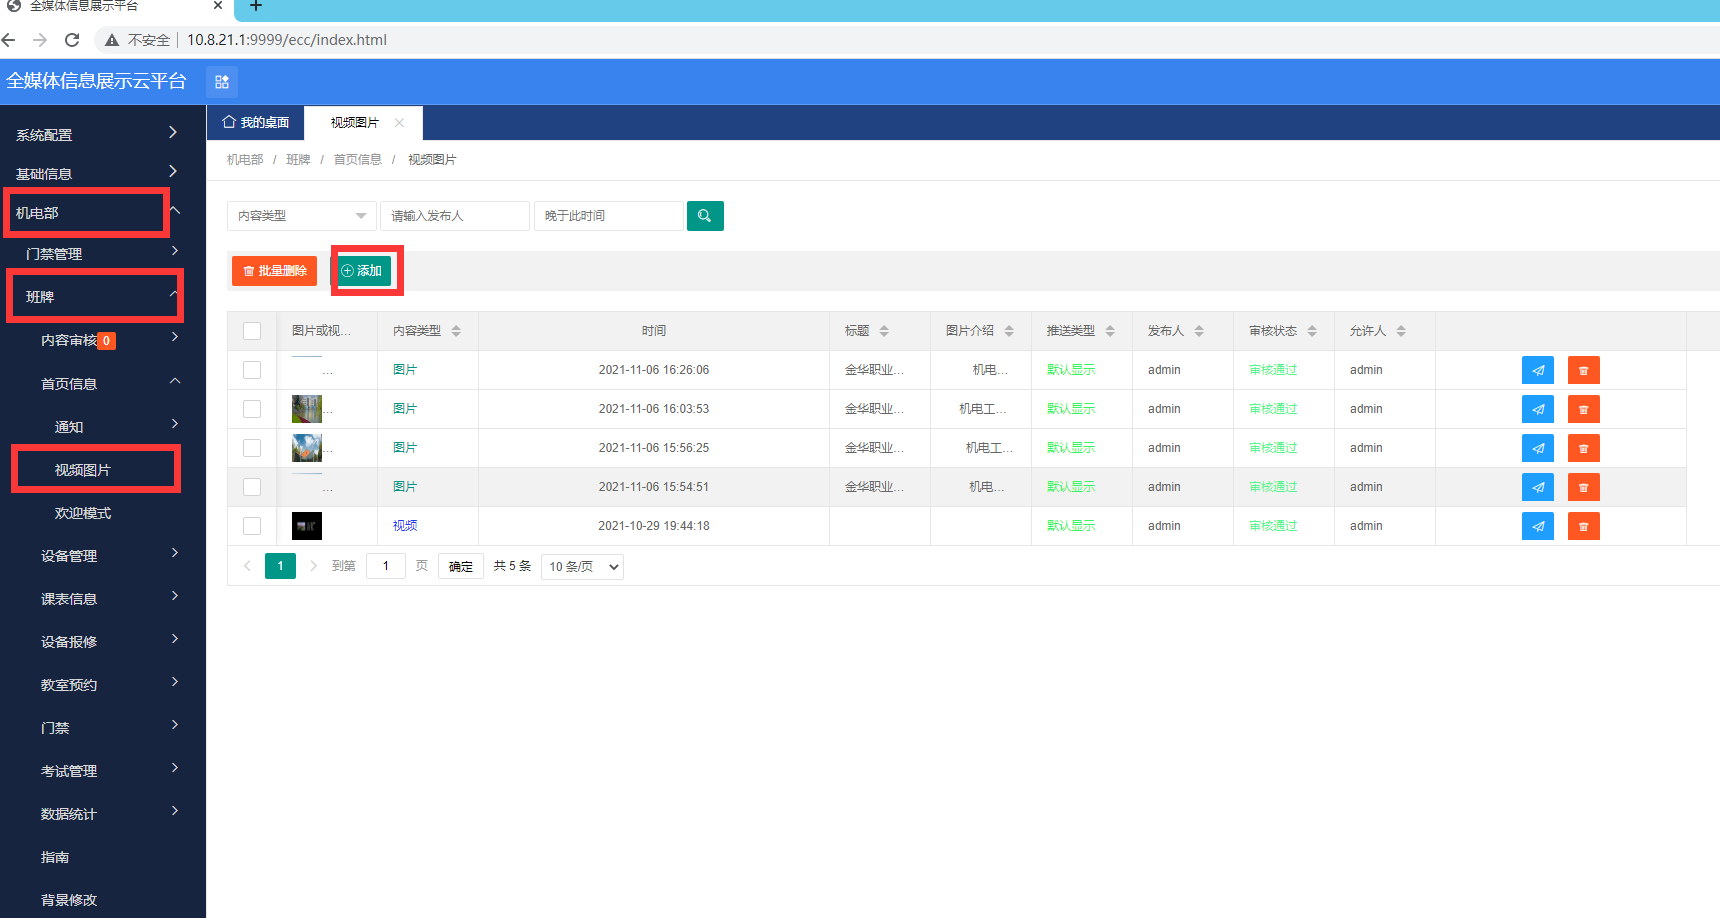 全媒体信息展示云平台
不安全 10.8.21.1:9999/ecc/index.html
全媒体信息展示云平台
系统配置
基础信息
机电部
门禁管理
班牌
内容审核 0
首页信息
通知
视频图片
欢迎模式
设备管理
课表信息
设备报修
教室预约
门禁
考试管理
数据统计
指南
背景修改
我的桌面 视频图片
机电部 / 班牌 / 首页信息 / 视频图片
内容类型 请输入发布人 晚于此时间
批量删除 添加
图片或视... 内容类型 时间 标题 图片介绍 推送类型 发布人 审核状态 允许人
... 图片 2021-11-06 16:26:06 金华职业... 机电... 默认显示 admin 审核通过 admin
... 图片 2021-11-06 16:03:53 金华职业... 机电工... 默认显示 admin 审核通过 admin
... 图片 2021-11-06 15:56:25 金华职业... 机电工... 默认显示 admin 审核通过 admin
... 图片 2021-11-06 15:54:51 金华职业... 机电... 默认显示 admin 审核通过 admin
视频 2021-10-29 19:44:18 默认显示 admin 审核通过 admin
1 到第 1 页 确定 共 5 条 10 条/页